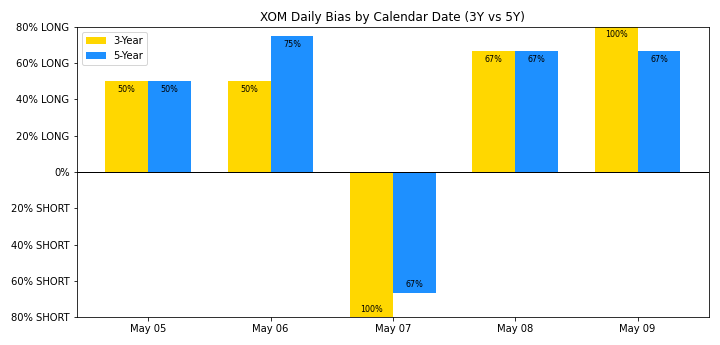 XOM Daily Bias by Calendar Date (3Y vs 5Y)
80% LONG
60% LONG
40% LONG
20% LONG
0%
20% SHORT
40% SHORT
60% SHORT
80% SHORT
3-Year
5-Year
50%
50%
50%
75%
100%
67%
67%
67%
100%
67%
May 05
May 06
May 07
May 08
May 09